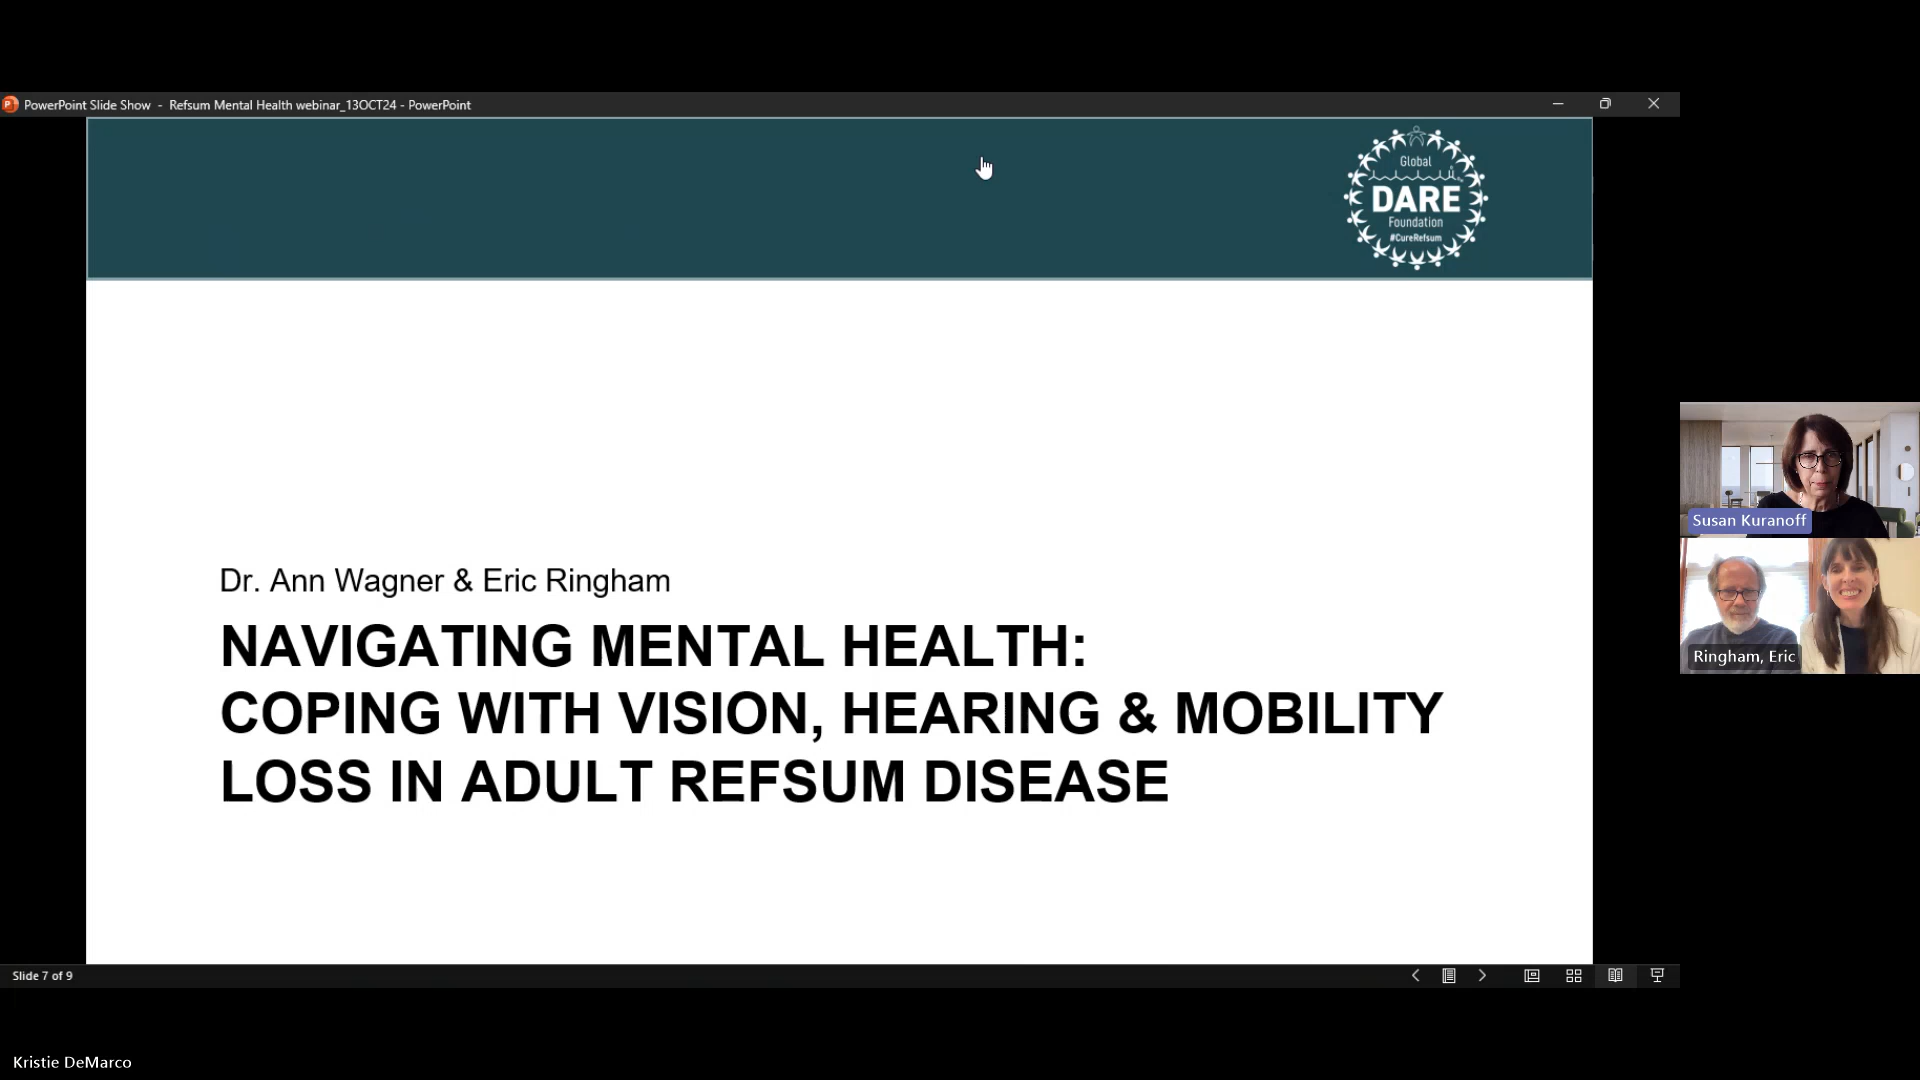 PowerPoint Slide Show - Refsum Mental Health webinar_13OCT24 - PowerPoint
Global
DARE
Foundation
#CureRefsum
Dr. Ann Wagner & Eric Ringham
NAVIGATING MENTAL HEALTH:
COPING WITH VISION, HEARING & MOBILITY
LOSS IN ADULT REFSUM DISEASE
Susan Kuranoff
Ringham, Eric
Slide 7 of 9
Kristie DeMarco